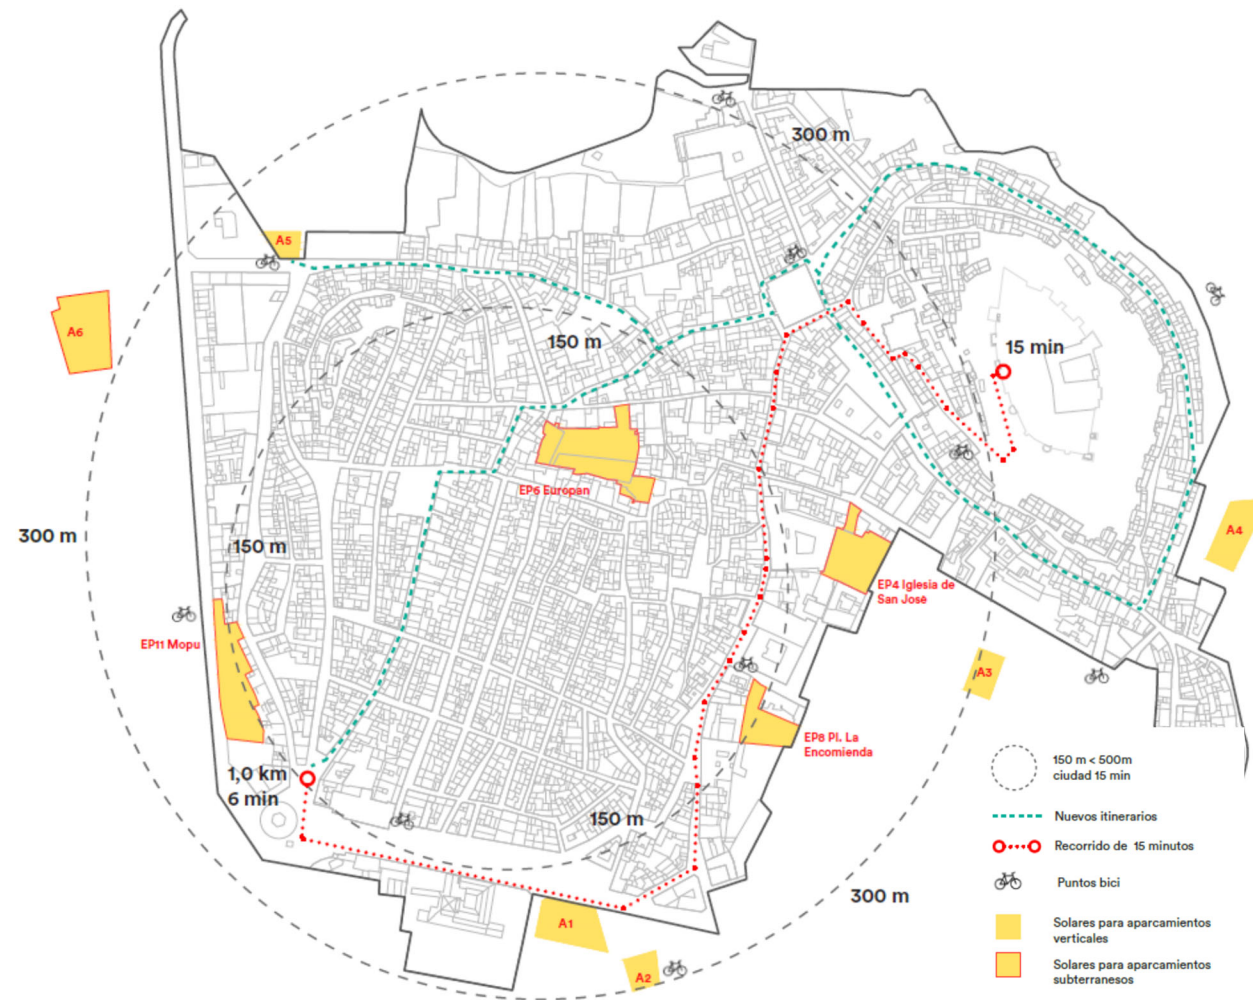 300 m
A5
A6
150 m
15 min
EP6 Europan
300 m
150 m
A4
EP4 Iglesia de
San José
EP11 Mopu
A3
EP8 Pl. La
Encomienda
1,0 km
6 min
150 m
300 m
A1
A2
150 m < 500m
ciudad 15 min
Nuevos itinerarios
Recorrido de 15 minutos
Puntos bici
Solares para aparcamientos
verticales
Solares para aparcamientos
subterranesos